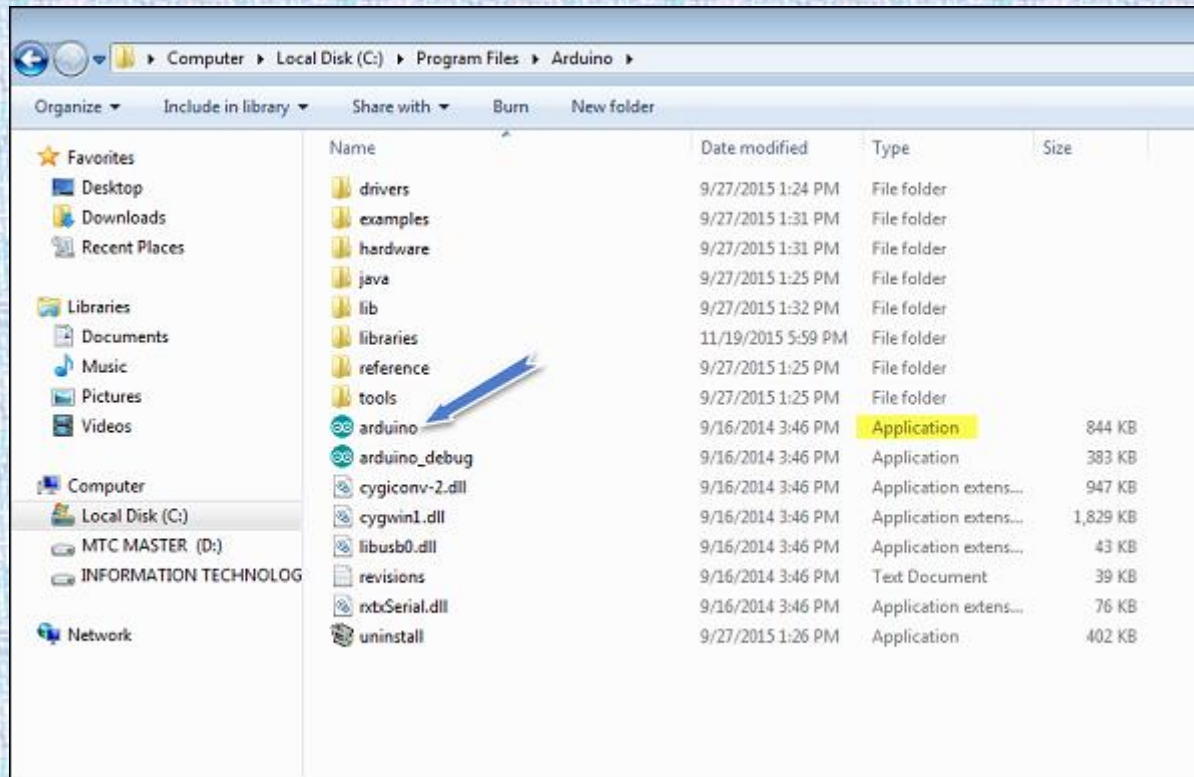 Computer Local Disk (C:) Program Files Arduino
Organize Include in library Share with Burn New folder
Favorites
Desktop
Downloads
Recent Places
Libraries
Documents
Music
Pictures
Videos
Computer
Local Disk (C:)
MTC MASTER (D:)
INFORMATION TECHNOLOG
Network
Name Date modified Type Size
drivers 9/27/2015 1:24 PM File folder
examples 9/27/2015 1:31 PM File folder
hardware 9/27/2015 1:31 PM File folder
java 9/27/2015 1:25 PM File folder
lib 9/27/2015 1:32 PM File folder
libraries 11/19/2015 5:59 PM File folder
reference 9/27/2015 1:25 PM File folder
tools 9/27/2015 1:25 PM File folder
arduino 9/16/2014 3:46 PM Application 844 KB
arduino_debug 9/16/2014 3:46 PM Application 383 KB
cygiconv-2.dll 9/16/2014 3:46 PM Application extens... 947 KB
cygwin1.dll 9/16/2014 3:46 PM Application extens... 1,829 KB
libusb0.dll 9/16/2014 3:46 PM Application extens... 43 KB
revisions 9/16/2014 3:46 PM Text Document 39 KB
rxtxSerial.dll 9/16/2014 3:46 PM Application extens... 76 KB
uninstall 9/27/2015 1:26 PM Application 402 KB